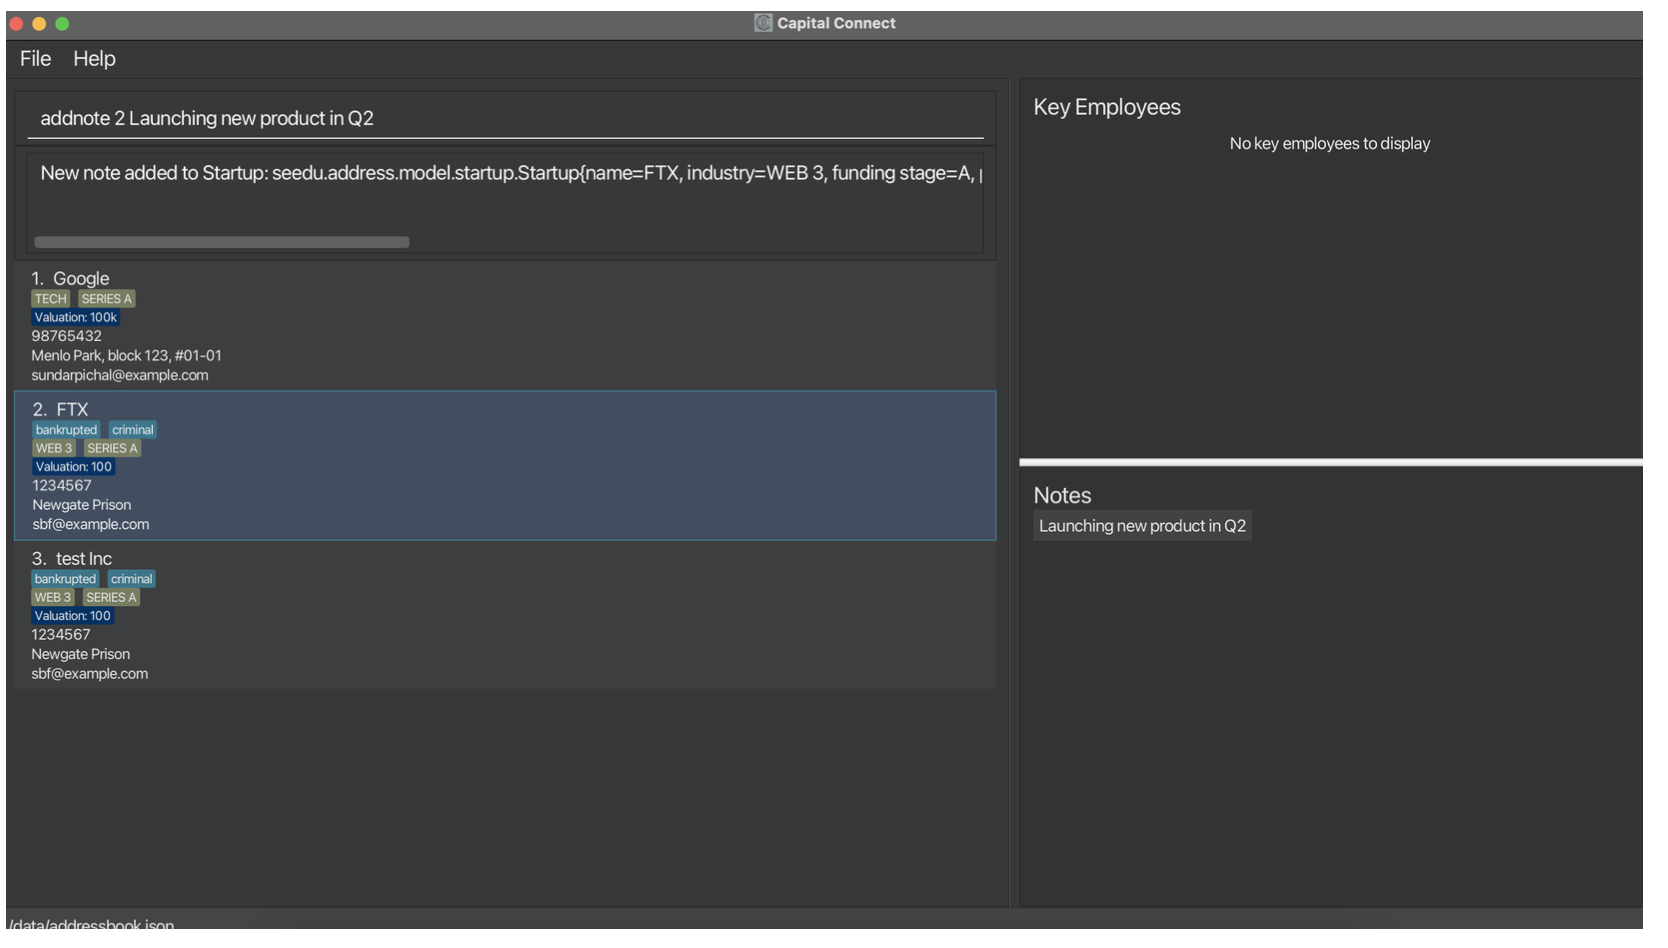 Capital Connect
File Help
addnote 2 Launching new product in Q2
New note added to Startup: seedu.address.model.startup.Startup{name=FTX, industry=WEB 3, funding stage=A,
1. Google
TECH SERIES A
Valuation: 100k
98765432
Menlo Park, block 123, #01-01
sundarpichal@example.com
2. FTX
bankrupted criminal
WEB 3 SERIES A
Valuation: 100
1234567
Newgate Prison
sbf@example.com
3. test Inc
bankrupted criminal
WEB 3 SERIES A
Valuation: 100
1234567
Newgate Prison
sbf@example.com
Key Employees
No key employees to display
Notes
Launching new product in Q2
/data/addressbook.json